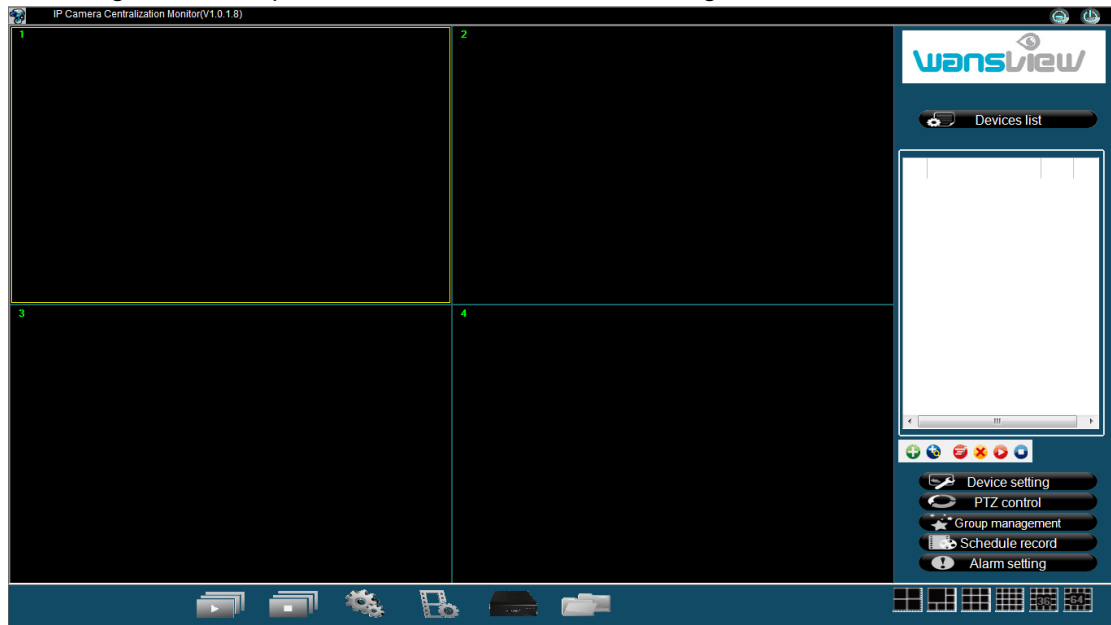 IP Camera Centralization Monitor(V1.0.1.8)
1
2
wansview
Devices list
3
4
Device setting
PTZ control
Group management
Schedule record
Alarm setting
36
64